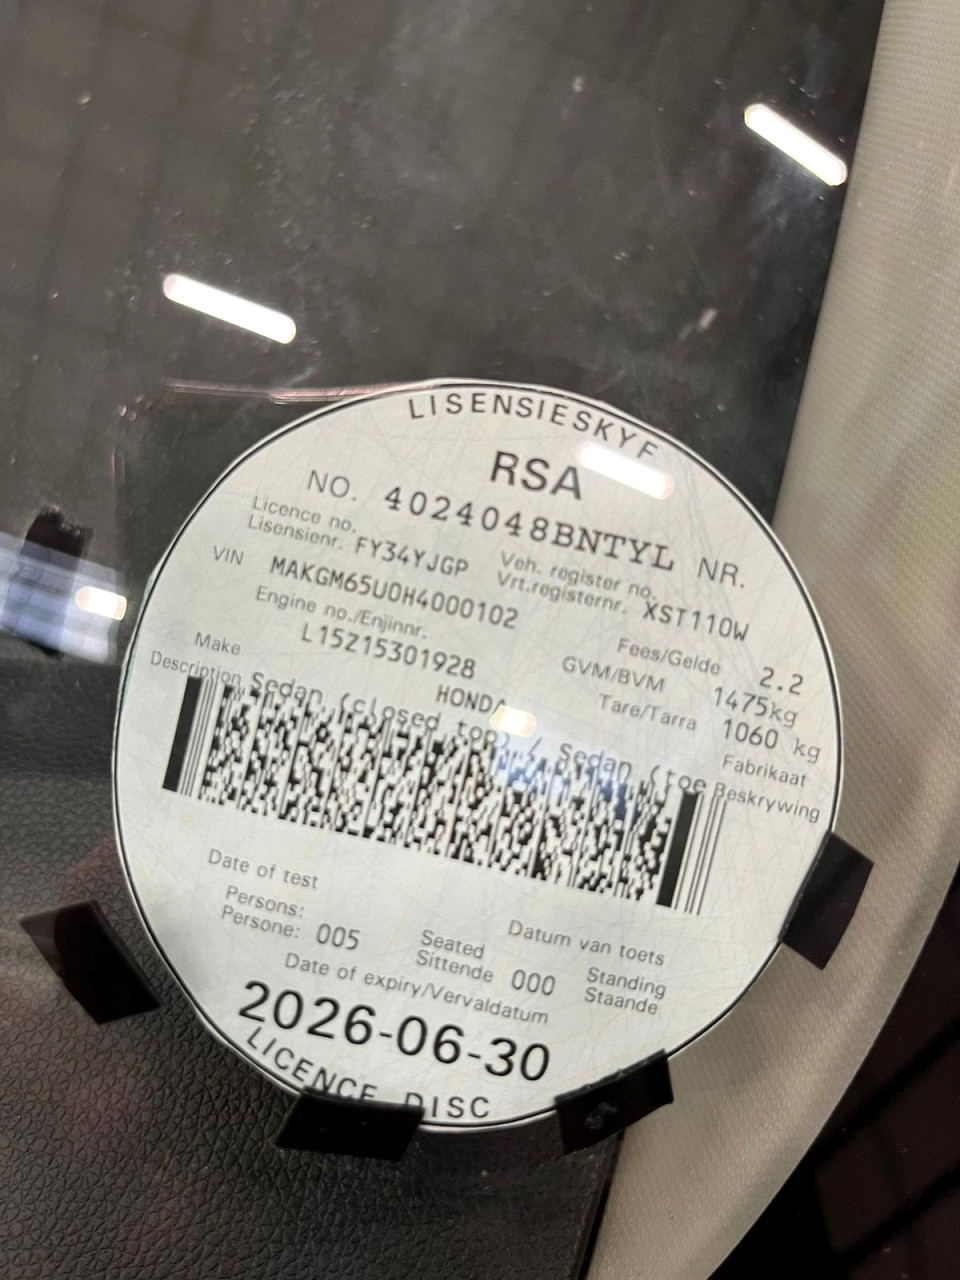 LISENSIESKYF
RSA
NO. 4024048BNTYL NR.
Licence no.
Lisensienr. FY34YJGP
Veh. register no.
Vrt.registernr. XST110W
VIN MAKGM65U0H4000102
Engine no./Enjinnr.
L15Z15301928
Fees/Gelde 2.2
GVM/BVM 1475kg
Tare/Tarra 1060 kg
Make HONDA Fabrikaat
Description Sedan (closed top) / Sedan (toe Beskrywing
Date of test
Datum van toets
Persons:
Persone: 005
Seated
Sittende 000
Standing
Staande
Date of expiry/Vervaldatum
2026-06-30
LICENCE DISC